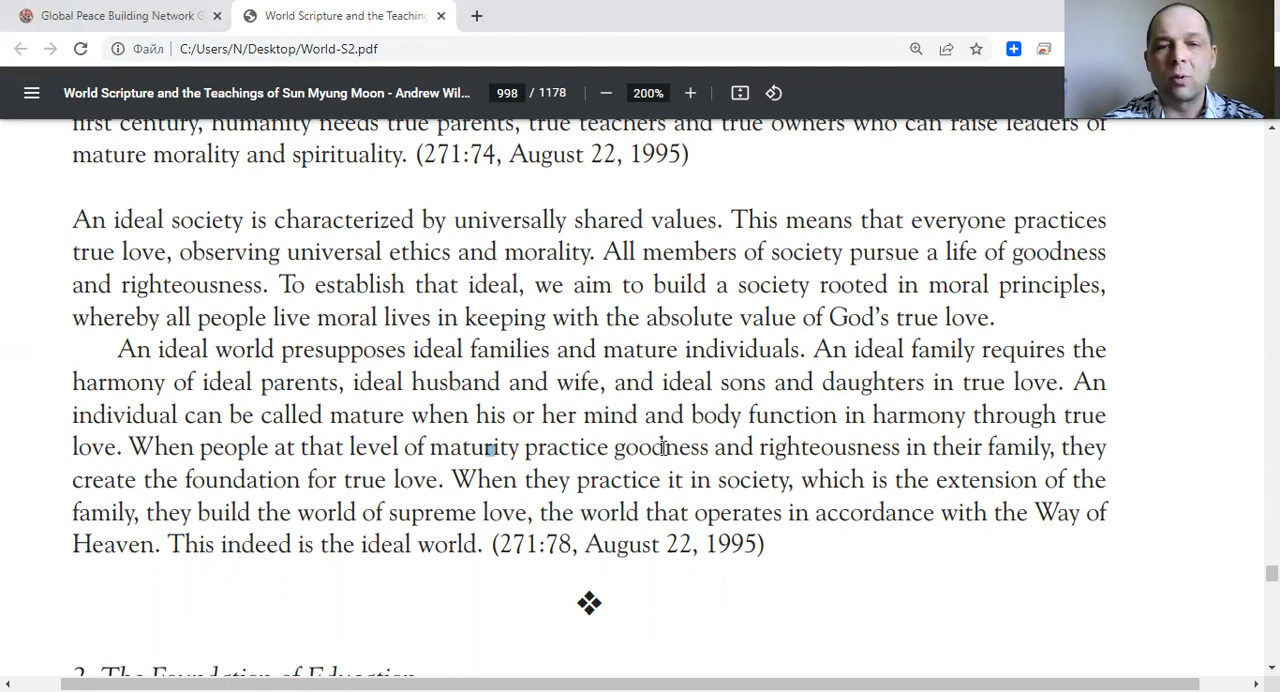 Global Peace Building Network G
World Scripture and the Teaching
Файл
C:/Users/N/Desktop/World-S2.pdf
World Scripture and the Teachings of Sun Myung Moon - Andrew Wil...
998 / 1178
200%
first century, humanity needs true parents, true teachers and true owners who can raise leaders of
mature morality and spirituality. (271:74, August 22, 1995)
An ideal society is characterized by universally shared values. This means that everyone practices
true love, observing universal ethics and morality. All members of society pursue a life of goodness
and righteousness. To establish that ideal, we aim to build a society rooted in moral principles,
whereby all people live moral lives in keeping with the absolute value of God’s true love.
An ideal world presupposes ideal families and mature individuals. An ideal family requires the
harmony of ideal parents, ideal husband and wife, and ideal sons and daughters in true love. An
individual can be called mature when his or her mind and body function in harmony through true
love. When people at that level of maturity practice goodness and righteousness in their family, they
create the foundation for true love. When they practice it in society, which is the extension of the
family, they build the world of supreme love, the world that operates in accordance with the Way of
Heaven. This indeed is the ideal world. (271:78, August 22, 1995)
2. The Foundation of Education